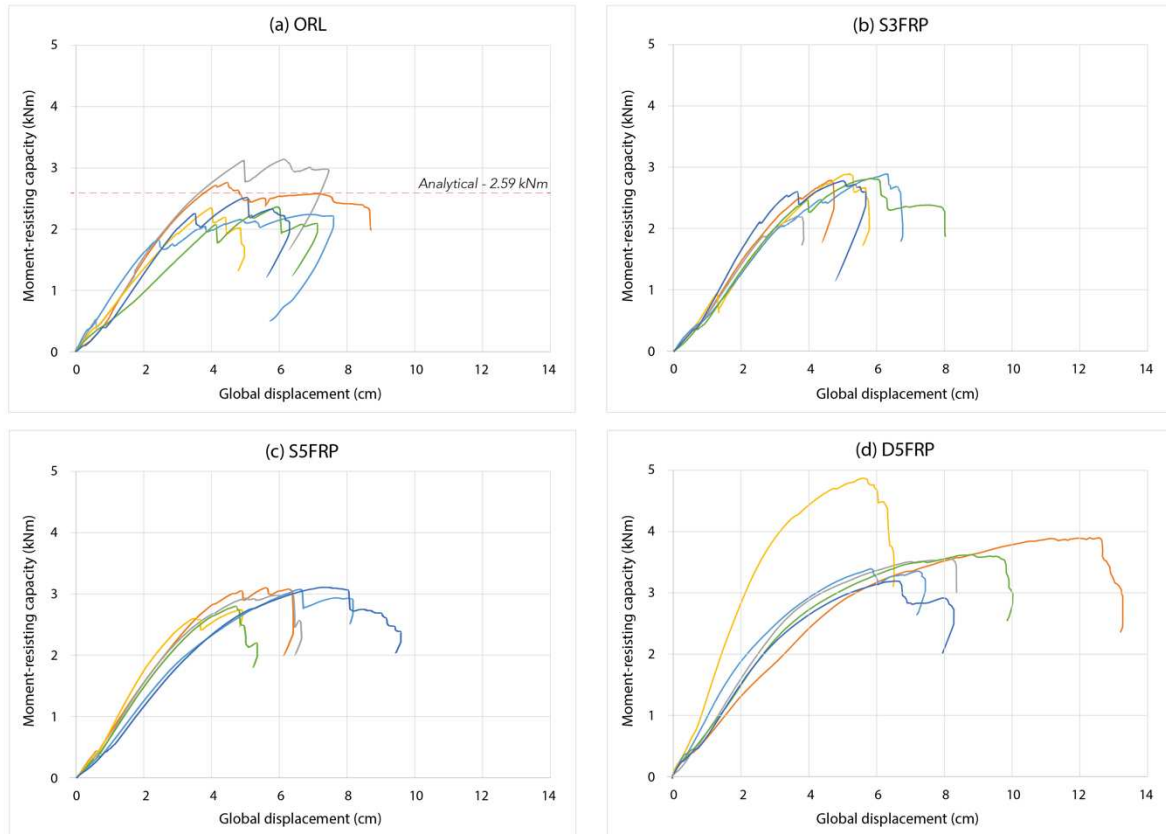 (a) ORL
Moment-resisting capacity (kNm)
5
4
3
2
1
0
Analytical - 2.59 kNm
0 2 4 6 8 10 12 14
Global displacement (cm)
(b) S3FRP
Moment-resisting capacity (kNm)
5
4
3
2
1
0
0 2 4 6 8 10 12 14
Global displacement (cm)
(c) S5FRP
Moment-resisting capacity (kNm)
5
4
3
2
1
0
0 2 4 6 8 10 12 14
Global displacement (cm)
(d) D5FRP
Moment-resisting capacity (kNm)
5
4
3
2
1
0
0 2 4 6 8 10 12 14
Global displacement (cm)